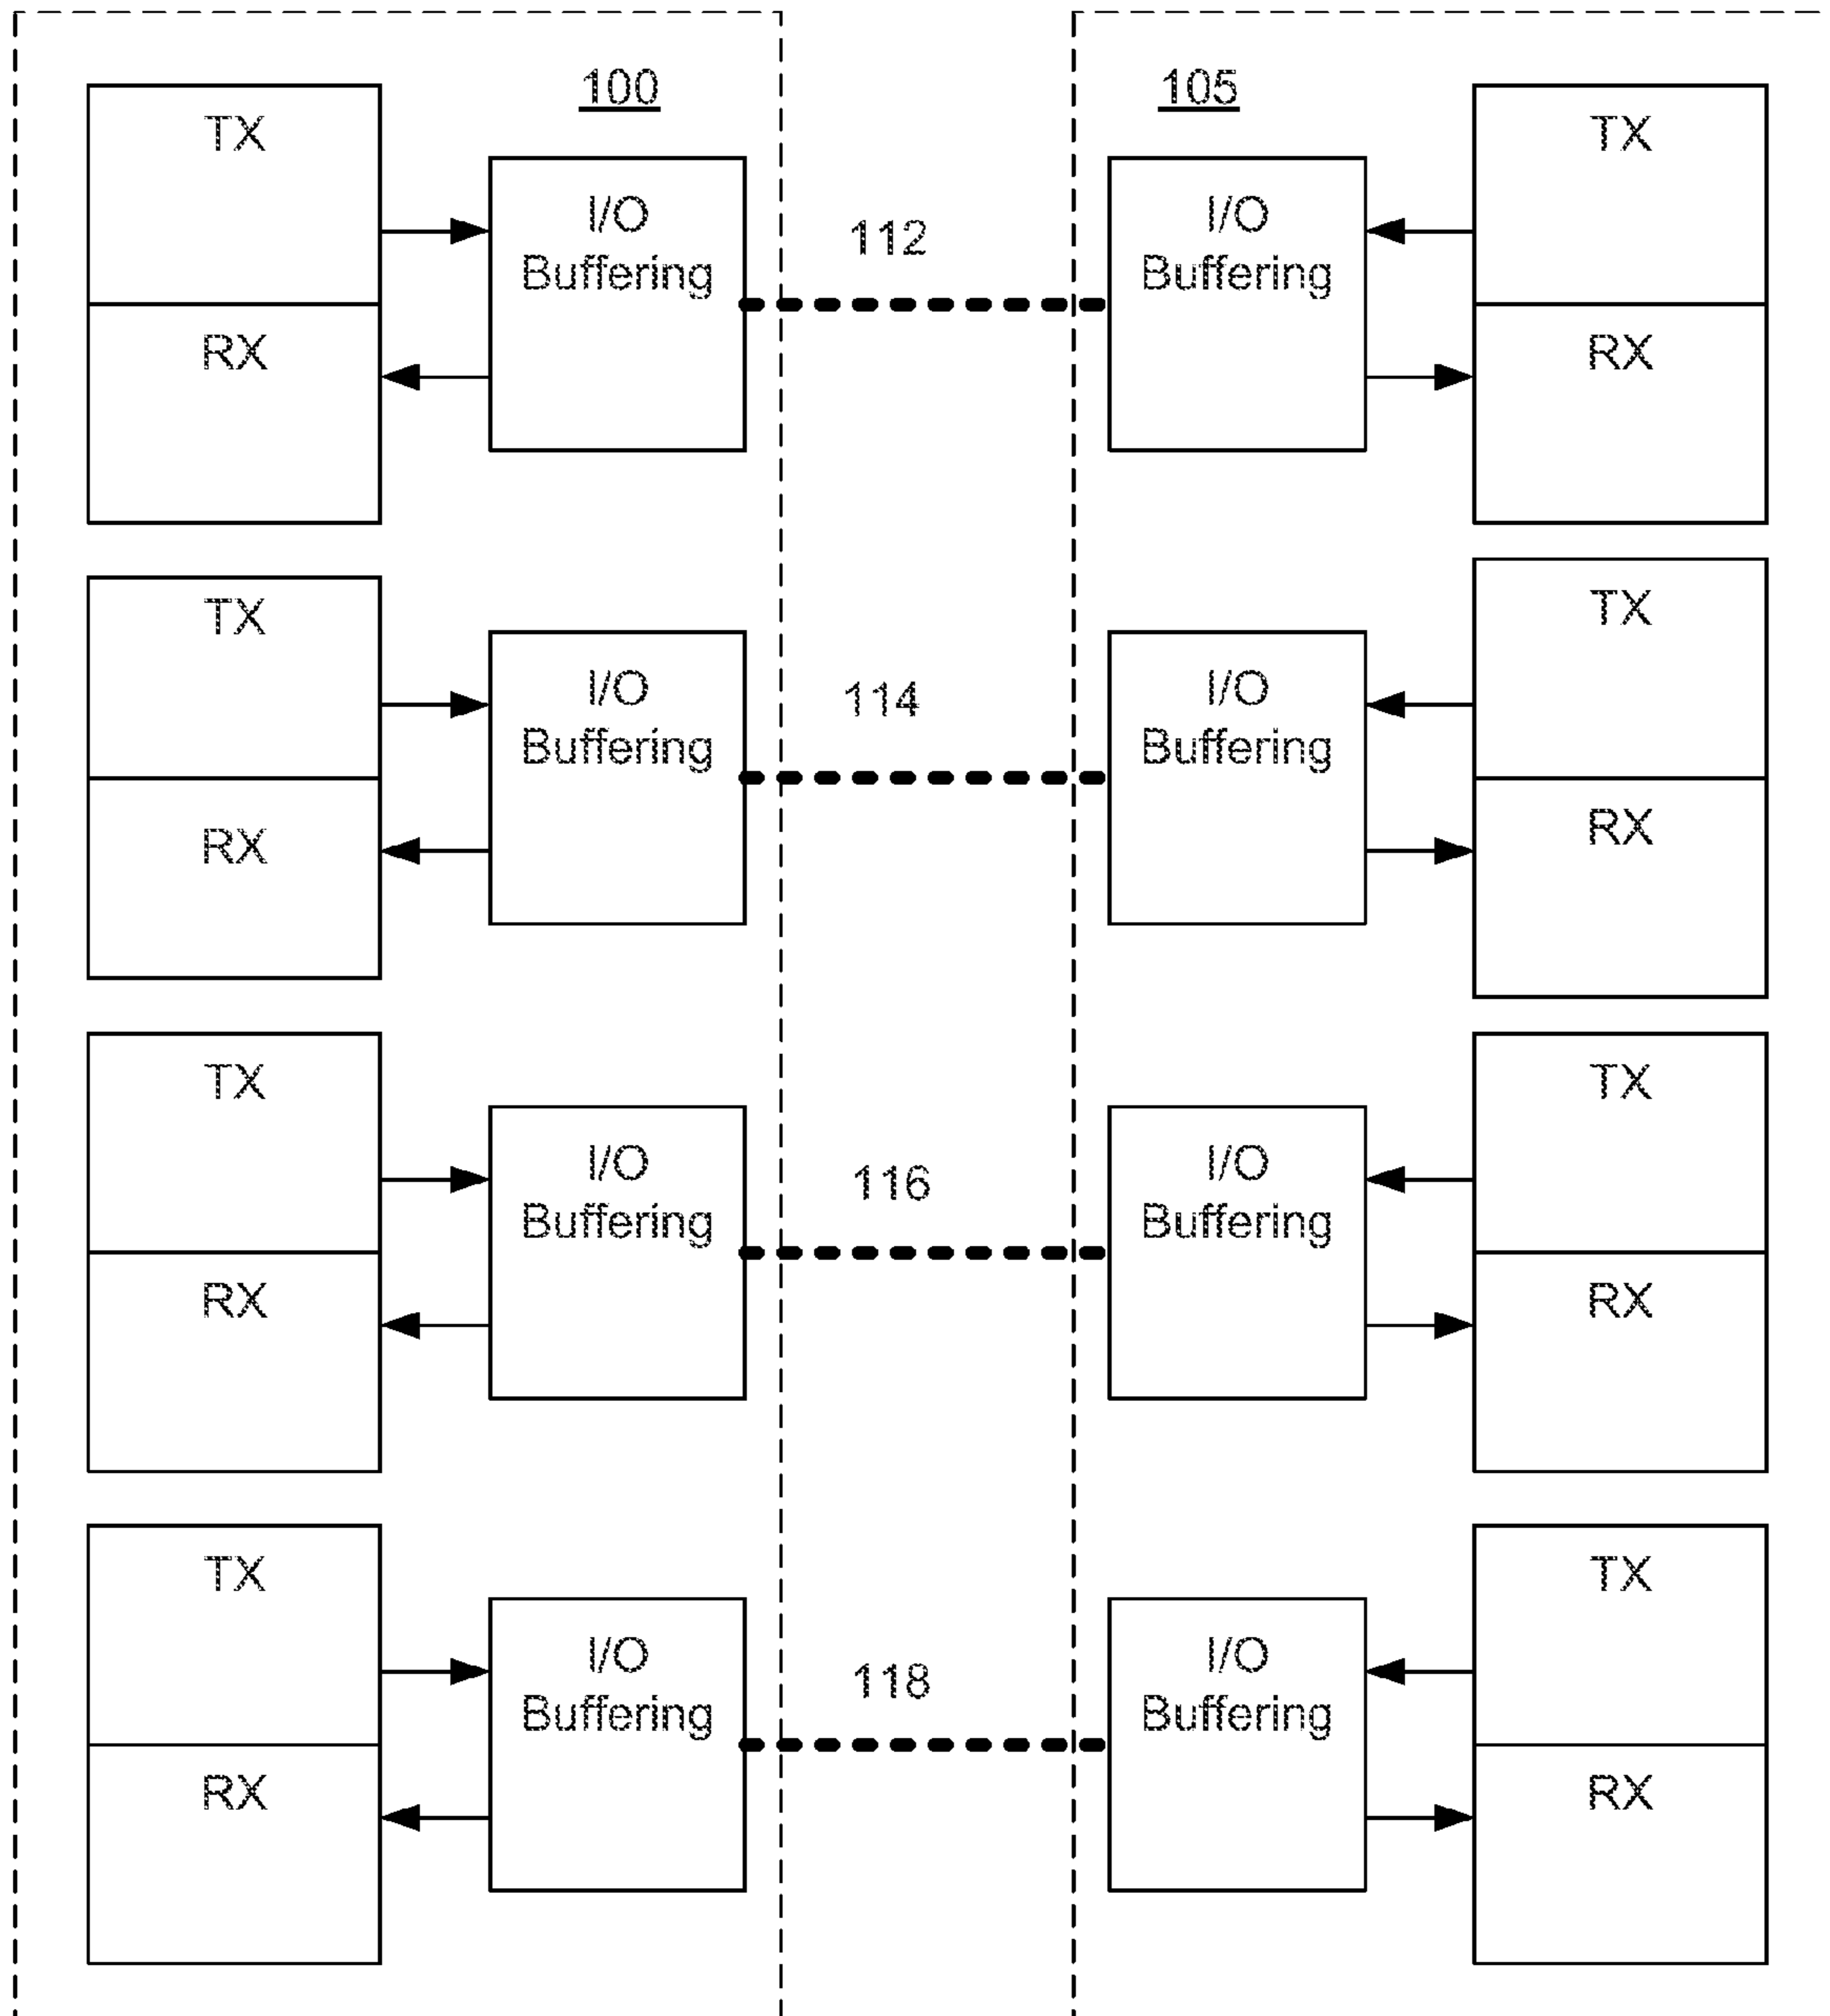 100
105
TX
I/O
Buffering
RX
112
I/O
Buffering
TX
RX
TX
I/O
Buffering
RX
114
I/O
Buffering
TX
RX
TX
I/O
Buffering
RX
116
I/O
Buffering
TX
RX
TX
I/O
Buffering
RX
118
I/O
Buffering
TX
RX